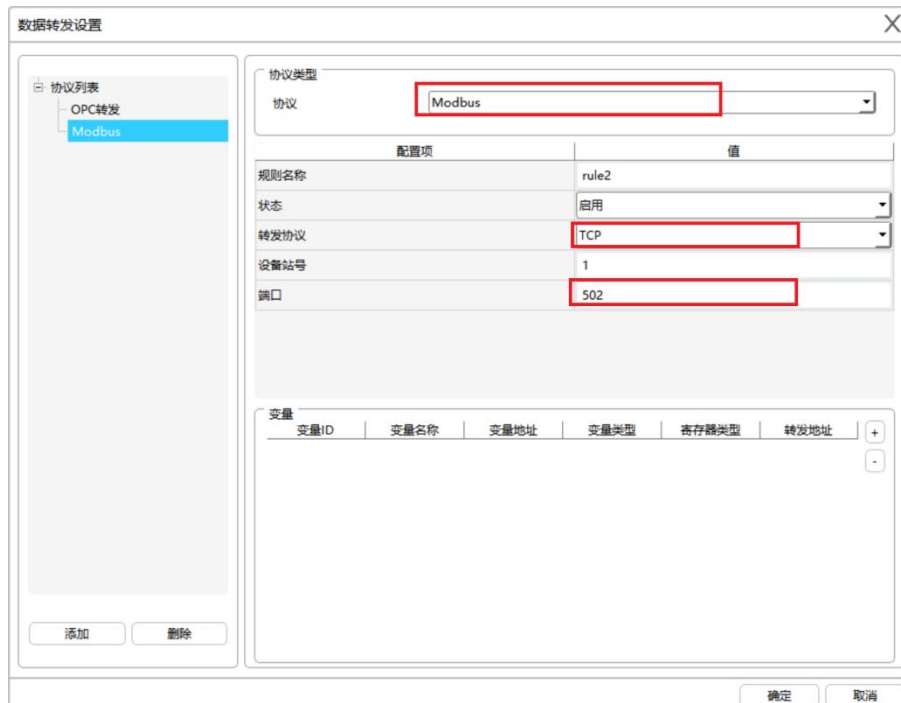 数据转发设置
协议列表
OPC转发
Modbus
添加 删除
协议类型
协议 Modbus
配置项 值
规则名称 rule2
状态 启用
转发协议 TCP
设备站号 1
端口 502
变量
变量ID 变量名称 变量地址 变量类型 寄存器类型 转发地址 +
-
确定 取消